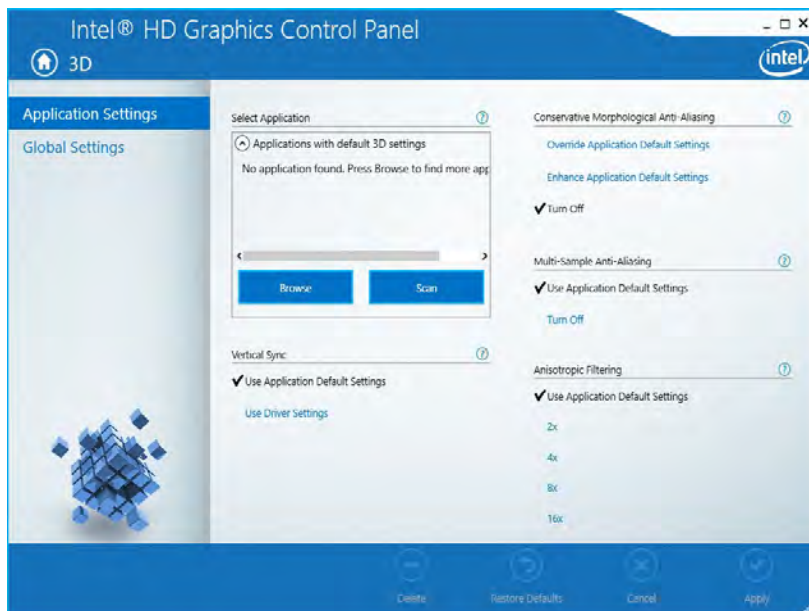 Intel® HD Graphics Control Panel
3D
intel
Application Settings
Global Settings
Select Application
Applications with default 3D settings
No application found. Press Browse to find more app
Browse
Scan
Vertical Sync
Use Application Default Settings
Use Driver Settings
Conservative Morphological Anti-Aliasing
Override Application Default Settings
Enhance Application Default Settings
Turn Off
Multi-Sample Anti-Aliasing
Use Application Default Settings
Turn Off
Anisotropic Filtering
Use Application Default Settings
2x
4x
8x
16x
Delete
Restore Defaults
Cancel
Apply